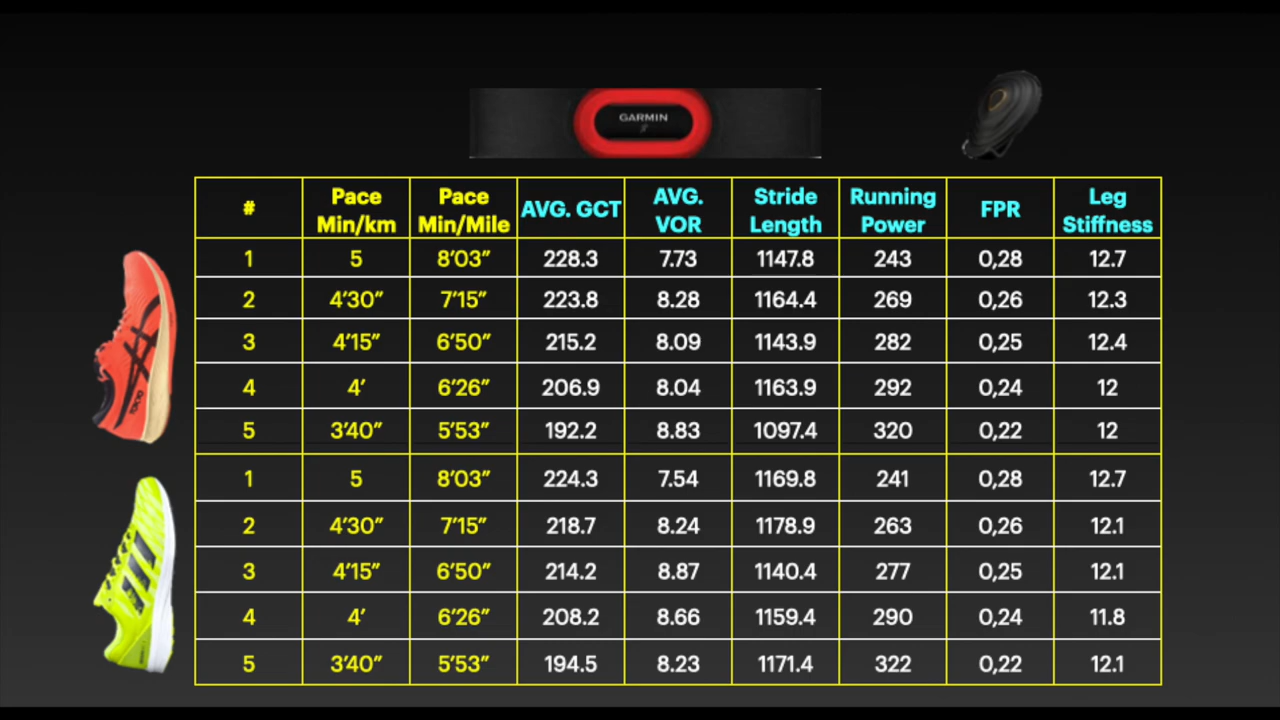 GARMIN
# Pace Min/km Pace Min/Mile AVG. GCT AVG. VOR Stride Length Running Power FPR Leg Stiffness
1 5 8’03” 228.3 7.73 1147.8 243 0,28 12.7
2 4’30” 7’15” 223.8 8.28 1164.4 269 0,26 12.3
3 4’15” 6’50” 215.2 8.09 1143.9 282 0,25 12.4
4 4’ 6’26” 206.9 8.04 1163.9 292 0,24 12
5 3’40” 5’53” 192.2 8.83 1097.4 320 0,22 12
1 5 8’03” 224.3 7.54 1169.8 241 0,28 12.7
2 4’30” 7’15” 218.7 8.24 1178.9 263 0,26 12.1
3 4’15” 6’50” 214.2 8.87 1140.4 277 0,25 12.1
4 4’ 6’26” 208.2 8.66 1159.4 290 0,24 11.8
5 3’40” 5’53” 194.5 8.23 1171.4 322 0,22 12.1